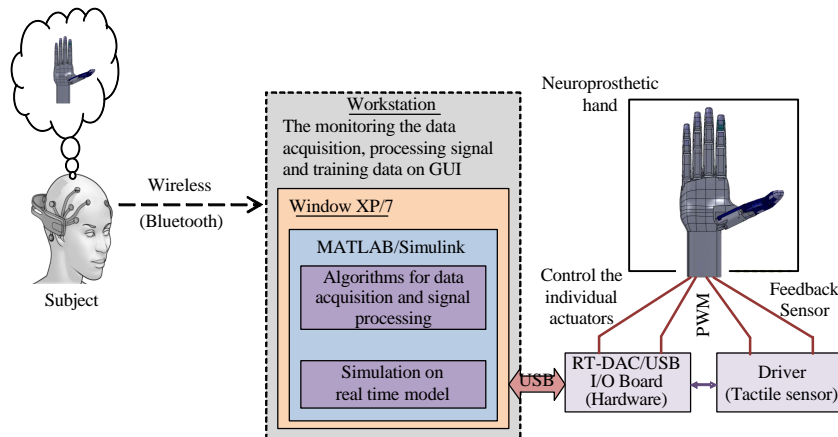 Subject
Wireless
(Bluetooth)
Workstation
The monitoring the data
acquisition, processing signal
and training data on GUI
Window XP/7
MATLAB/Simulink
Algorithms for data
acquisition and signal
processing
Simulation on
real time model
USB
Neuroprosthetic
hand
Control the
individual
actuators
PWM
Feedback
Sensor
RT-DAC/USB
I/O Board
(Hardware)
Driver
(Tactile sensor)